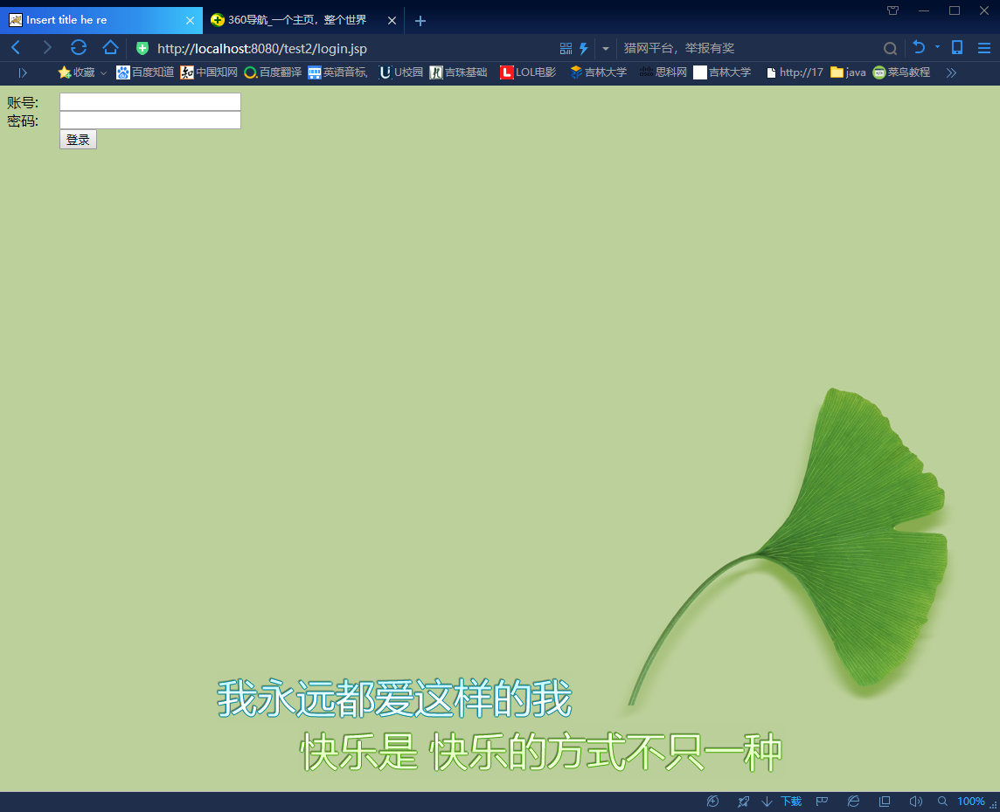 Insert title he re
360导航_一个主页，整个世界
http://localhost:8080/test2/login.jsp
猎网平台，举报有奖
收藏 百度知道 中国知网 百度翻译 英语音标, U校园 吉珠基础 LOL电影 吉林大学 思科网 吉林大学 http://17 java 菜鸟教程
账号:
密码:
登录
我永远都爱这样的我
快乐是 快乐的方式不只一种
下载 100%